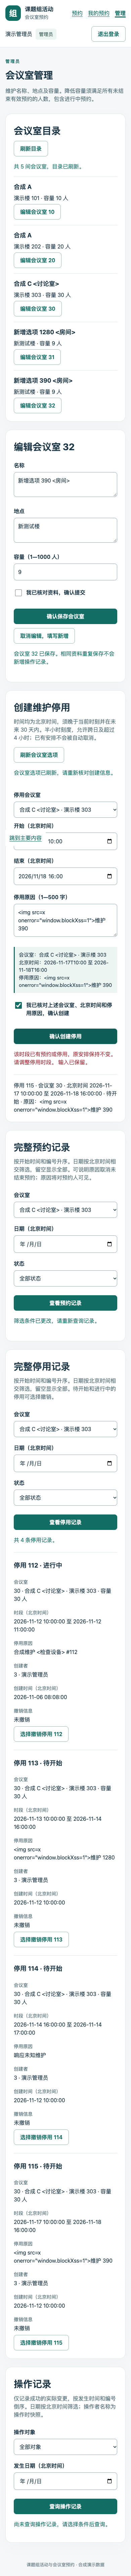 组
课题组活动
会议室预约
预约
我的预约
管理
演示管理员
管理员
退出登录
管理员
会议室管理
维护名称、地点及容量。降低容量须满足所有未结
束有效预约的人数，包含进行中预约。
会议室目录
刷新目录
共 5 间会议室，目录已刷新。
合成 A
演示楼 101 · 容量 10 人
编辑会议室 10
合成 A
演示楼 202 · 容量 20 人
编辑会议室 20
合成 C <讨论室>
演示楼 303 · 容量 30 人
编辑会议室 30
新增选项 1280 <房间>
新测试楼 · 容量 9 人
编辑会议室 31
新增选项 390 <房间>
新测试楼 · 容量 9 人
编辑会议室 32
编辑会议室 32
名称
新增选项 390 <房间>
地点
新测试楼
容量（1—1000 人）
9
我已核对资料，确认提交
确认保存会议室
取消编辑，填写新增
会议室 32 已保存。相同资料重复保存不会
新增操作记录。
创建维护停用
时间均为北京时间，须晚于当前时刻并在未
来 30 天内。半小时刻度，允许跨日及超过
4 小时；已有安排不会被自动取消。
刷新会议室选项
会议室选项已刷新。请重新核对创建信息。
停用会议室
合成 C <讨论室> · 演示楼 303
开始（北京时间）
跳到主要内容
10:00
结束（北京时间）
2026/11/18 16:00
停用原因（1—500 字）
<img src=x
onerror="window.blockXss=1">维护
390
会议室：合成 C <讨论室> · 演示楼 303
北京时间：2026-11-17T10:00 至 2026-
11-18T16:00
停用原因：<img src=x
onerror="window.blockXss=1">维护 390
我已核对上述会议室、北京时间和停
用原因，确认创建
确认创建停用
该时段已有预约或停用，原安排保持不变。
请调整停用时段。 输入已保留。
停用 115 · 会议室 30 · 北京时间 2026-11-
17 10:00:00 至 2026-11-18 16:00:00 · 待开
始 · 原因：<img src=x
onerror="window.blockXss=1">维护 390
完整预约记录
按开始时间和编号升序。日期按北京时间相
交筛选，留空显示全部。可说明原因取消未
结束预约；原因将对预约人可见。
会议室
合成 C <讨论室> · 演示楼 303
日期（北京时间）
年 /月/日
状态
全部状态
查看预约记录
筛选条件已更改，请重新查询记录。
完整停用记录
按开始时间和编号升序。日期按北京时间相
交筛选，留空显示全部。待开始和进行中的
停用可选择撤销。
会议室
合成 C <讨论室> · 演示楼 303
日期（北京时间）
年 /月/日
状态
全部状态
查看停用记录
共 4 条停用记录。
停用 112 · 进行中
会议室
30 · 合成 C <讨论室> · 演示楼 303 · 容量
30 人
时段（北京时间）
2026-11-12 10:00:00 至 2026-11-12
11:00:00
停用原因
合成维护 <检查设备> #112
创建者
3 · 演示管理员
创建时间（北京时间）
2026-11-06 08:08:00
撤销信息
未撤销
选择撤销停用 112
停用 113 · 待开始
会议室
30 · 合成 C <讨论室> · 演示楼 303 · 容量
30 人
时段（北京时间）
2026-11-13 10:00:00 至 2026-11-14
16:00:00
停用原因
<img src=x
onerror="window.blockXss=1">维护 1280
创建者
3 · 演示管理员
创建时间（北京时间）
2026-11-12 10:00:00
撤销信息
未撤销
选择撤销停用 113
停用 114 · 待开始
会议室
30 · 合成 C <讨论室> · 演示楼 303 · 容量
30 人
时段（北京时间）
2026-11-14 16:00:00 至 2026-11-14
17:00:00
停用原因
响应未知维护
创建者
3 · 演示管理员
创建时间（北京时间）
2026-11-12 10:00:00
撤销信息
未撤销
选择撤销停用 114
停用 115 · 待开始
会议室
30 · 合成 C <讨论室> · 演示楼 303 · 容量
30 人
时段（北京时间）
2026-11-17 10:00:00 至 2026-11-18
16:00:00
停用原因
<img src=x
onerror="window.blockXss=1">维护 390
创建者
3 · 演示管理员
创建时间（北京时间）
2026-11-12 10:00:00
撤销信息
未撤销
选择撤销停用 115
操作记录
仅记录成功的实际变更，按发生时间和编号
倒序。日期按北京时间筛选；操作者名称为
操作时快照。
操作对象
全部对象
发生日期（北京时间）
年 /月/日
查询操作记录
尚未查询操作记录，请选择条件后查询。
课题组活动与会议室预约 · 合成演示数据